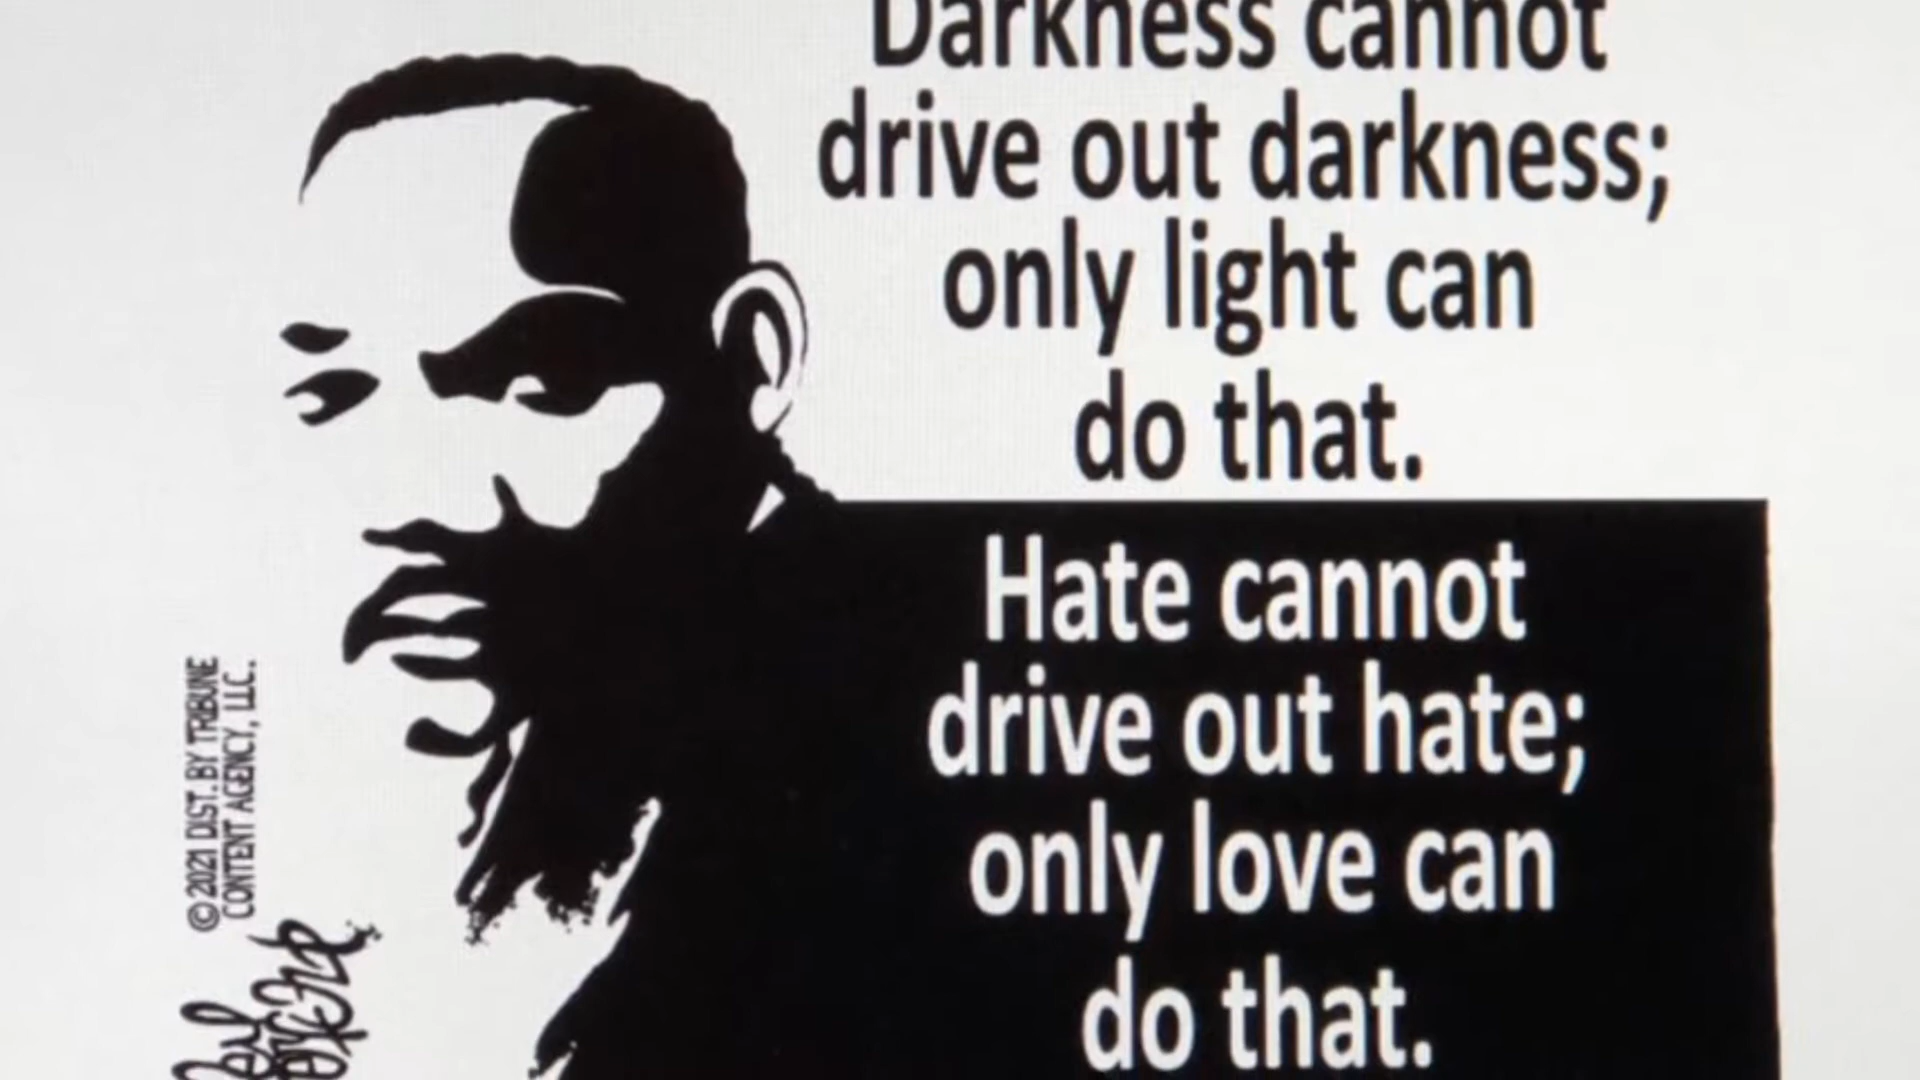 Darkness cannot
drive out darkness;
only light can
do that.
Hate cannot
drive out hate;
only love can
do that.
©2021 DIST. BY TRIBUNE
CONTENT AGENCY, LLC.